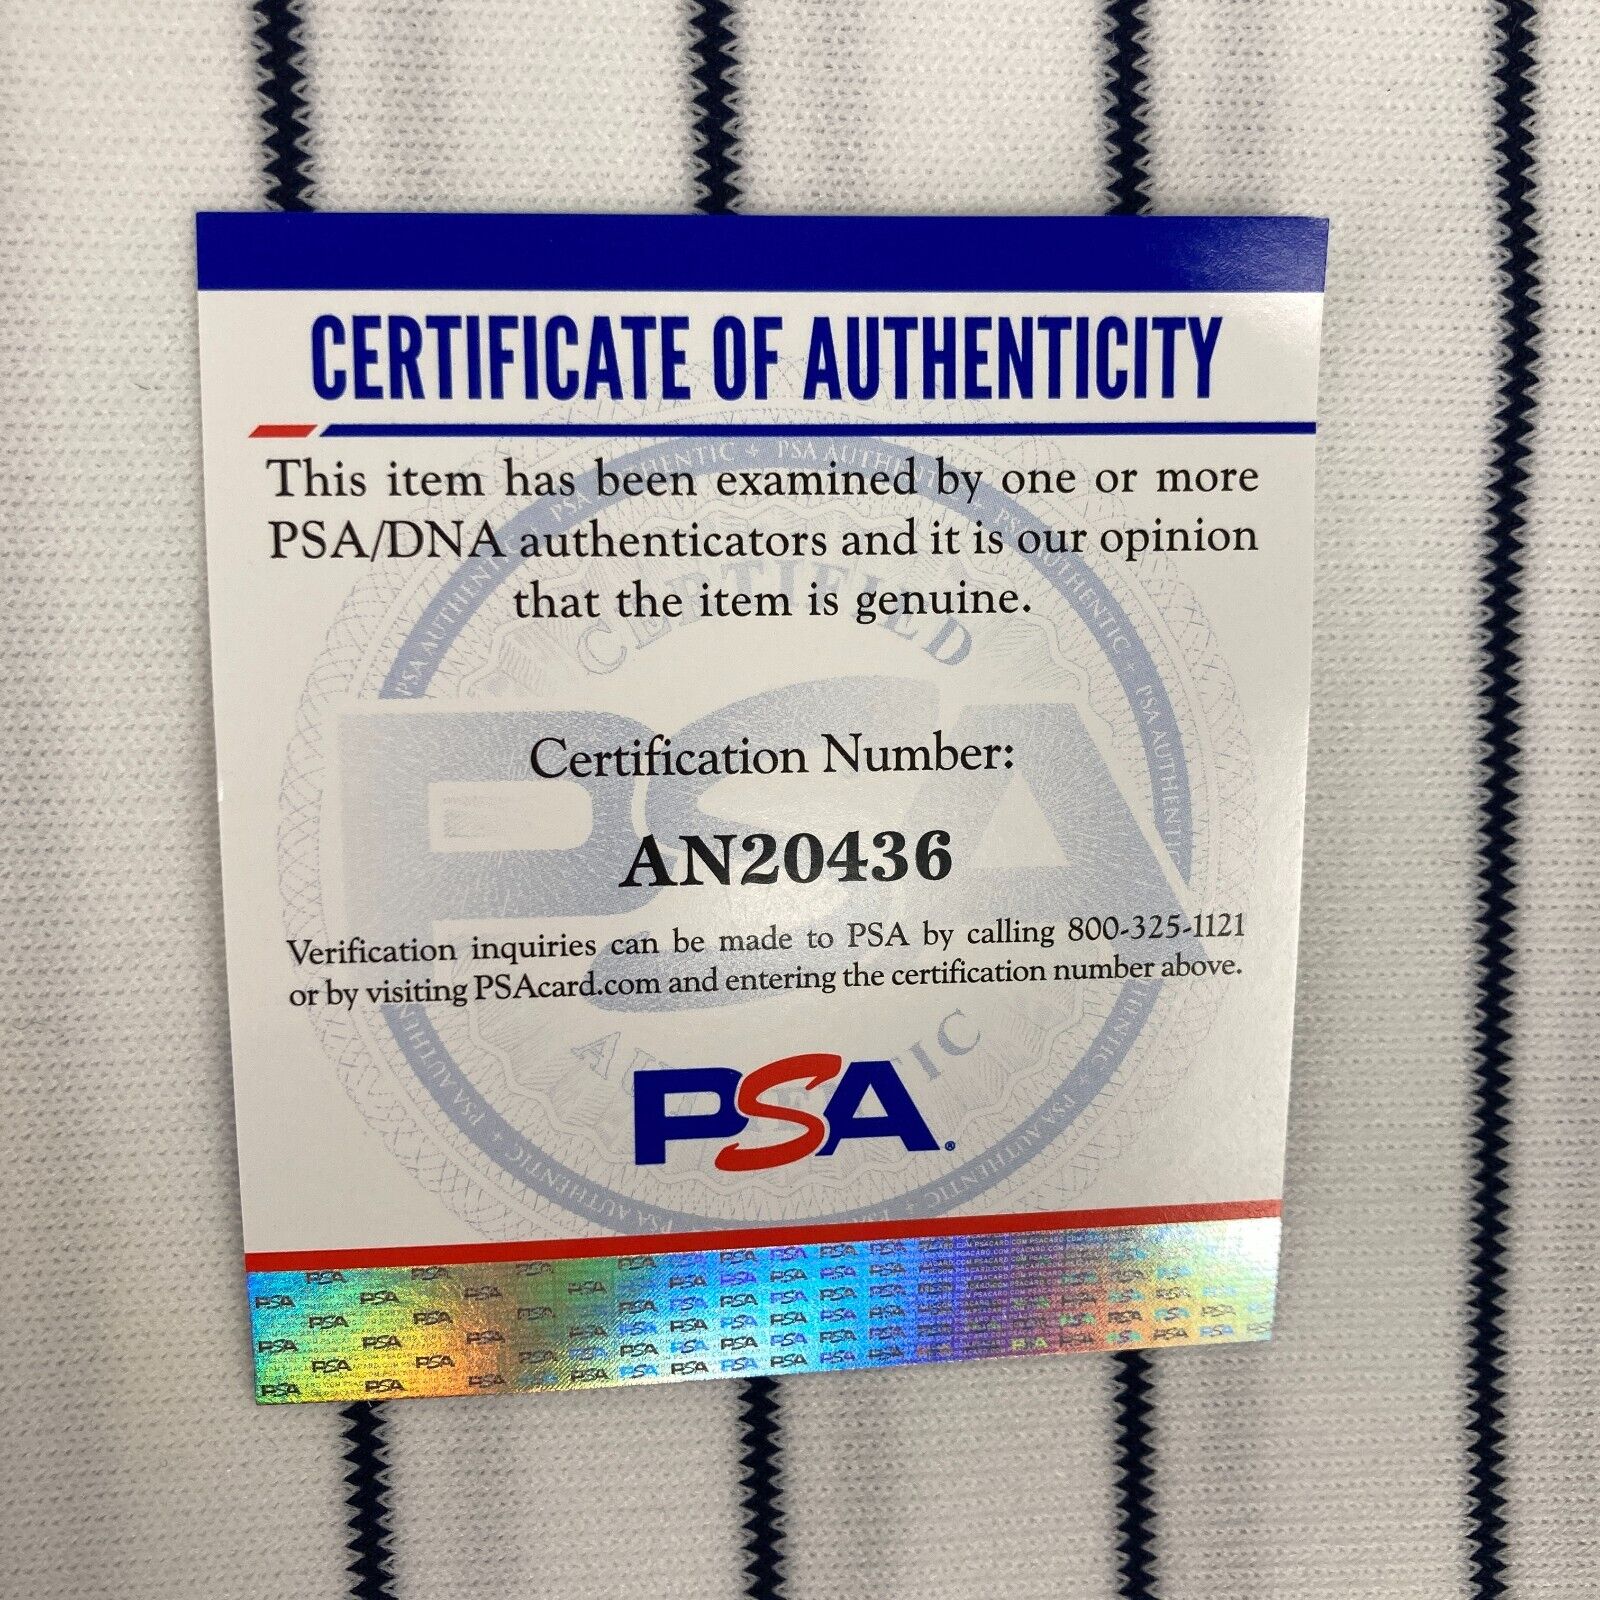 CERTIFICATE OF AUTHENTICITY
This item has been examined by one or more
PSA/DNA authenticators and it is our opinion
that the item is genuine.
CERTIFIED
Certification Number:
AN20436
Verification inquiries can be made to PSA by calling 800-325-1121
or by visiting PSAcard.com and entering the certification number above.
PSA®